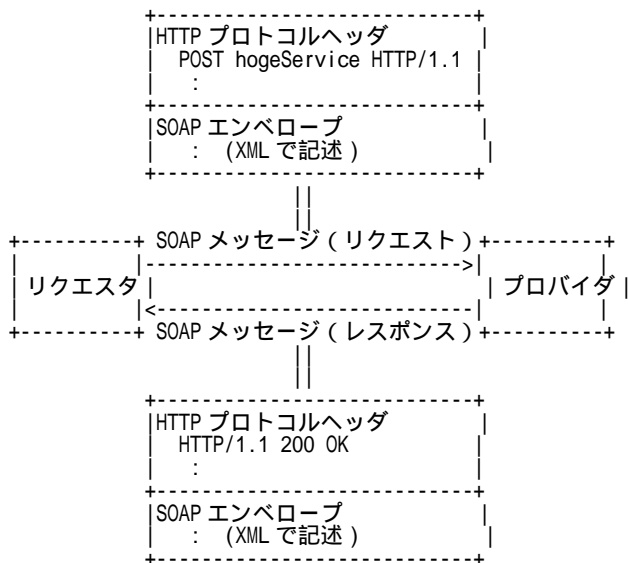 HTTP プロトコルヘッダ
POST hogeService HTTP/1.1
:
SOAP エンベロープ
: (XML で記述)
SOAP メッセージ(リクエスト)
リクエスタ プロバイダ
SOAP メッセージ(レスポンス)
HTTP プロトコルヘッダ
HTTP/1.1 200 OK
:
SOAP エンベロープ
: (XML で記述)